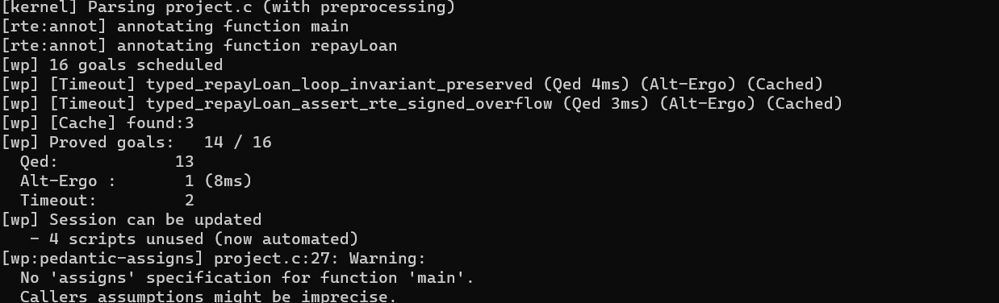 [kernel] Parsing project.c (with preprocessing)
[rte:annot] annotating function main
[rte:annot] annotating function repayLoan
[wp] 16 goals scheduled
[wp] [Timeout] typed_repayLoan_loop_invariant_preserved (Qed 4ms) (Alt-Ergo) (Cached)
[wp] [Timeout] typed_repayLoan_assert_rte_signed_overflow (Qed 3ms) (Alt-Ergo) (Cached)
[wp] [Cache] found:3
[wp] Proved goals:   14 / 16
  Qed:            13
  Alt-Ergo :       1 (8ms)
  Timeout:         2
[wp] Session can be updated
   - 4 scripts unused (now automated)
[wp:pedantic-assigns] project.c:27: Warning:
  No 'assigns' specification for function 'main'.
  Callers assumptions might be imprecise.